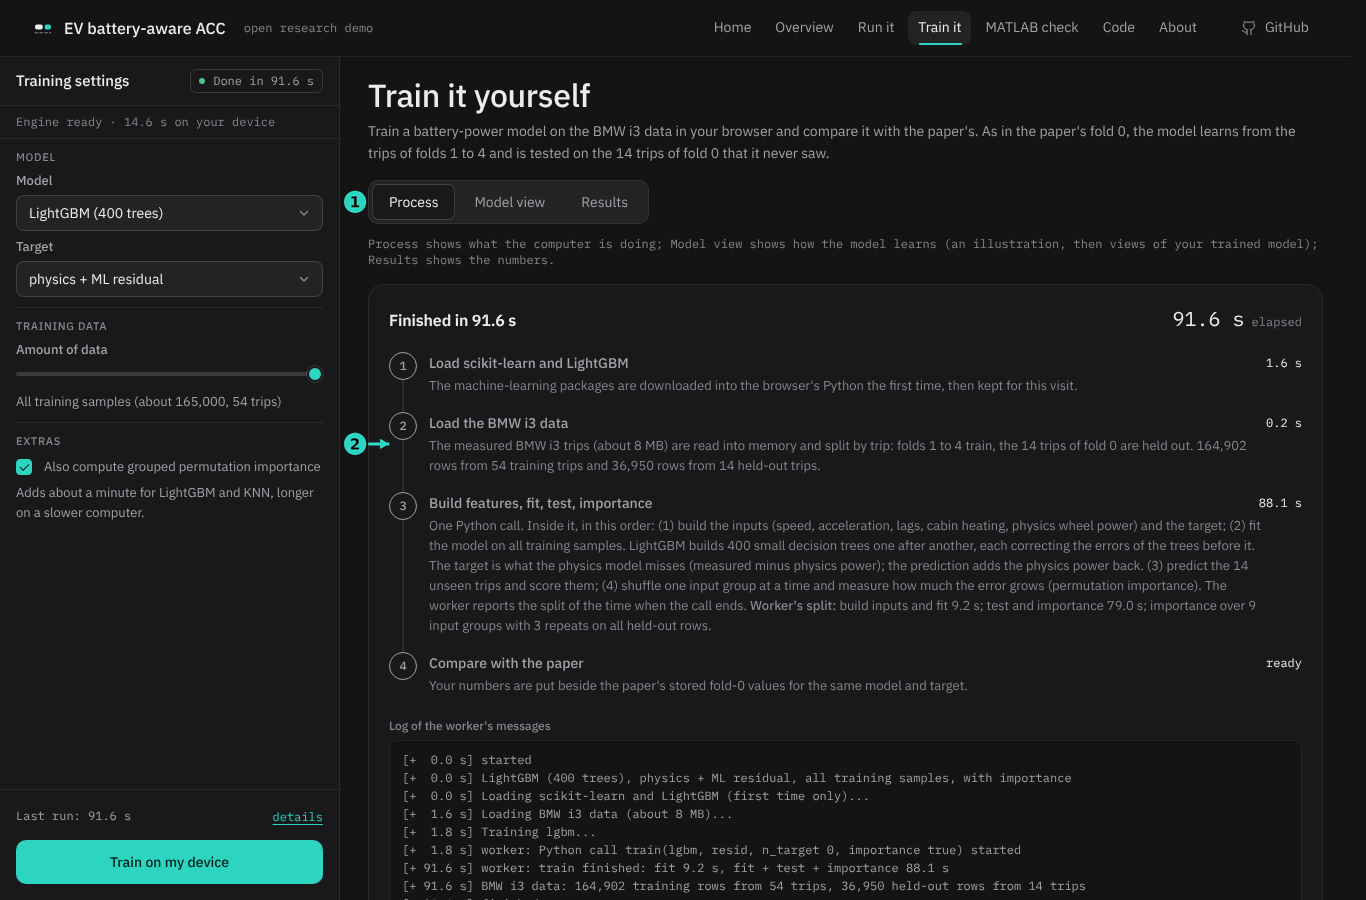 EV battery-aware ACC open research demo Home Overview Run it Train it MATLAB check Code About GitHub
Training settings Done in 91.6 s
Engine ready · 14.6 s on your device
MODEL
Model
LightGBM (400 trees)
Target
physics + ML residual
TRAINING DATA
Amount of data
All training samples (about 165,000, 54 trips)
EXTRAS
Also compute grouped permutation importance
Adds about a minute for LightGBM and KNN, longer
on a slower computer.
Last run: 91.6 s details
Train on my device
Train it yourself
Train a battery-power model on the BMW i3 data in your browser and compare it with the paper's. As in the paper's fold 0, the model learns from the
trips of folds 1 to 4 and is tested on the 14 trips of fold 0 that it never saw.
1 Process Model view Results
Process shows what the computer is doing; Model view shows how the model learns (an illustration, then views of your trained model);
Results shows the numbers.
Finished in 91.6 s 91.6 s elapsed
1 Load scikit-learn and LightGBM 1.6 s
The machine-learning packages are downloaded into the browser's Python the first time, then kept for this visit.
2 Load the BMW i3 data 0.2 s
2 The measured BMW i3 trips (about 8 MB) are read into memory and split by trip: folds 1 to 4 train, the 14 trips of fold 0 are held out. 164,902
rows from 54 training trips and 36,950 rows from 14 held-out trips.
3 Build features, fit, test, importance 88.1 s
One Python call. Inside it, in this order: (1) build the inputs (speed, acceleration, lags, cabin heating, physics wheel power) and the target; (2) fit
the model on all training samples. LightGBM builds 400 small decision trees one after another, each correcting the errors of the trees before it.
The target is what the physics model misses (measured minus physics power); the prediction adds the physics power back. (3) predict the 14
unseen trips and score them; (4) shuffle one input group at a time and measure how much the error grows (permutation importance). The
worker reports the split of the time when the call ends. Worker's split: build inputs and fit 9.2 s; test and importance 79.0 s; importance over 9
input groups with 3 repeats on all held-out rows.
4 Compare with the paper ready
Your numbers are put beside the paper's stored fold-0 values for the same model and target.
Log of the worker's messages
[+  0.0 s] started
[+  0.0 s] LightGBM (400 trees), physics + ML residual, all training samples, with importance
[+  0.0 s] Loading scikit-learn and LightGBM (first time only)...
[+  1.6 s] Loading BMW i3 data (about 8 MB)...
[+  1.8 s] Training lgbm...
[+  1.8 s] worker: Python call train(lgbm, resid, n_target 0, importance true) started
[+ 91.6 s] worker: train finished: fit 9.2 s, fit + test + importance 88.1 s
[+ 91.6 s] BMW i3 data: 164,902 training rows from 54 trips, 36,950 held-out rows from 14 trips